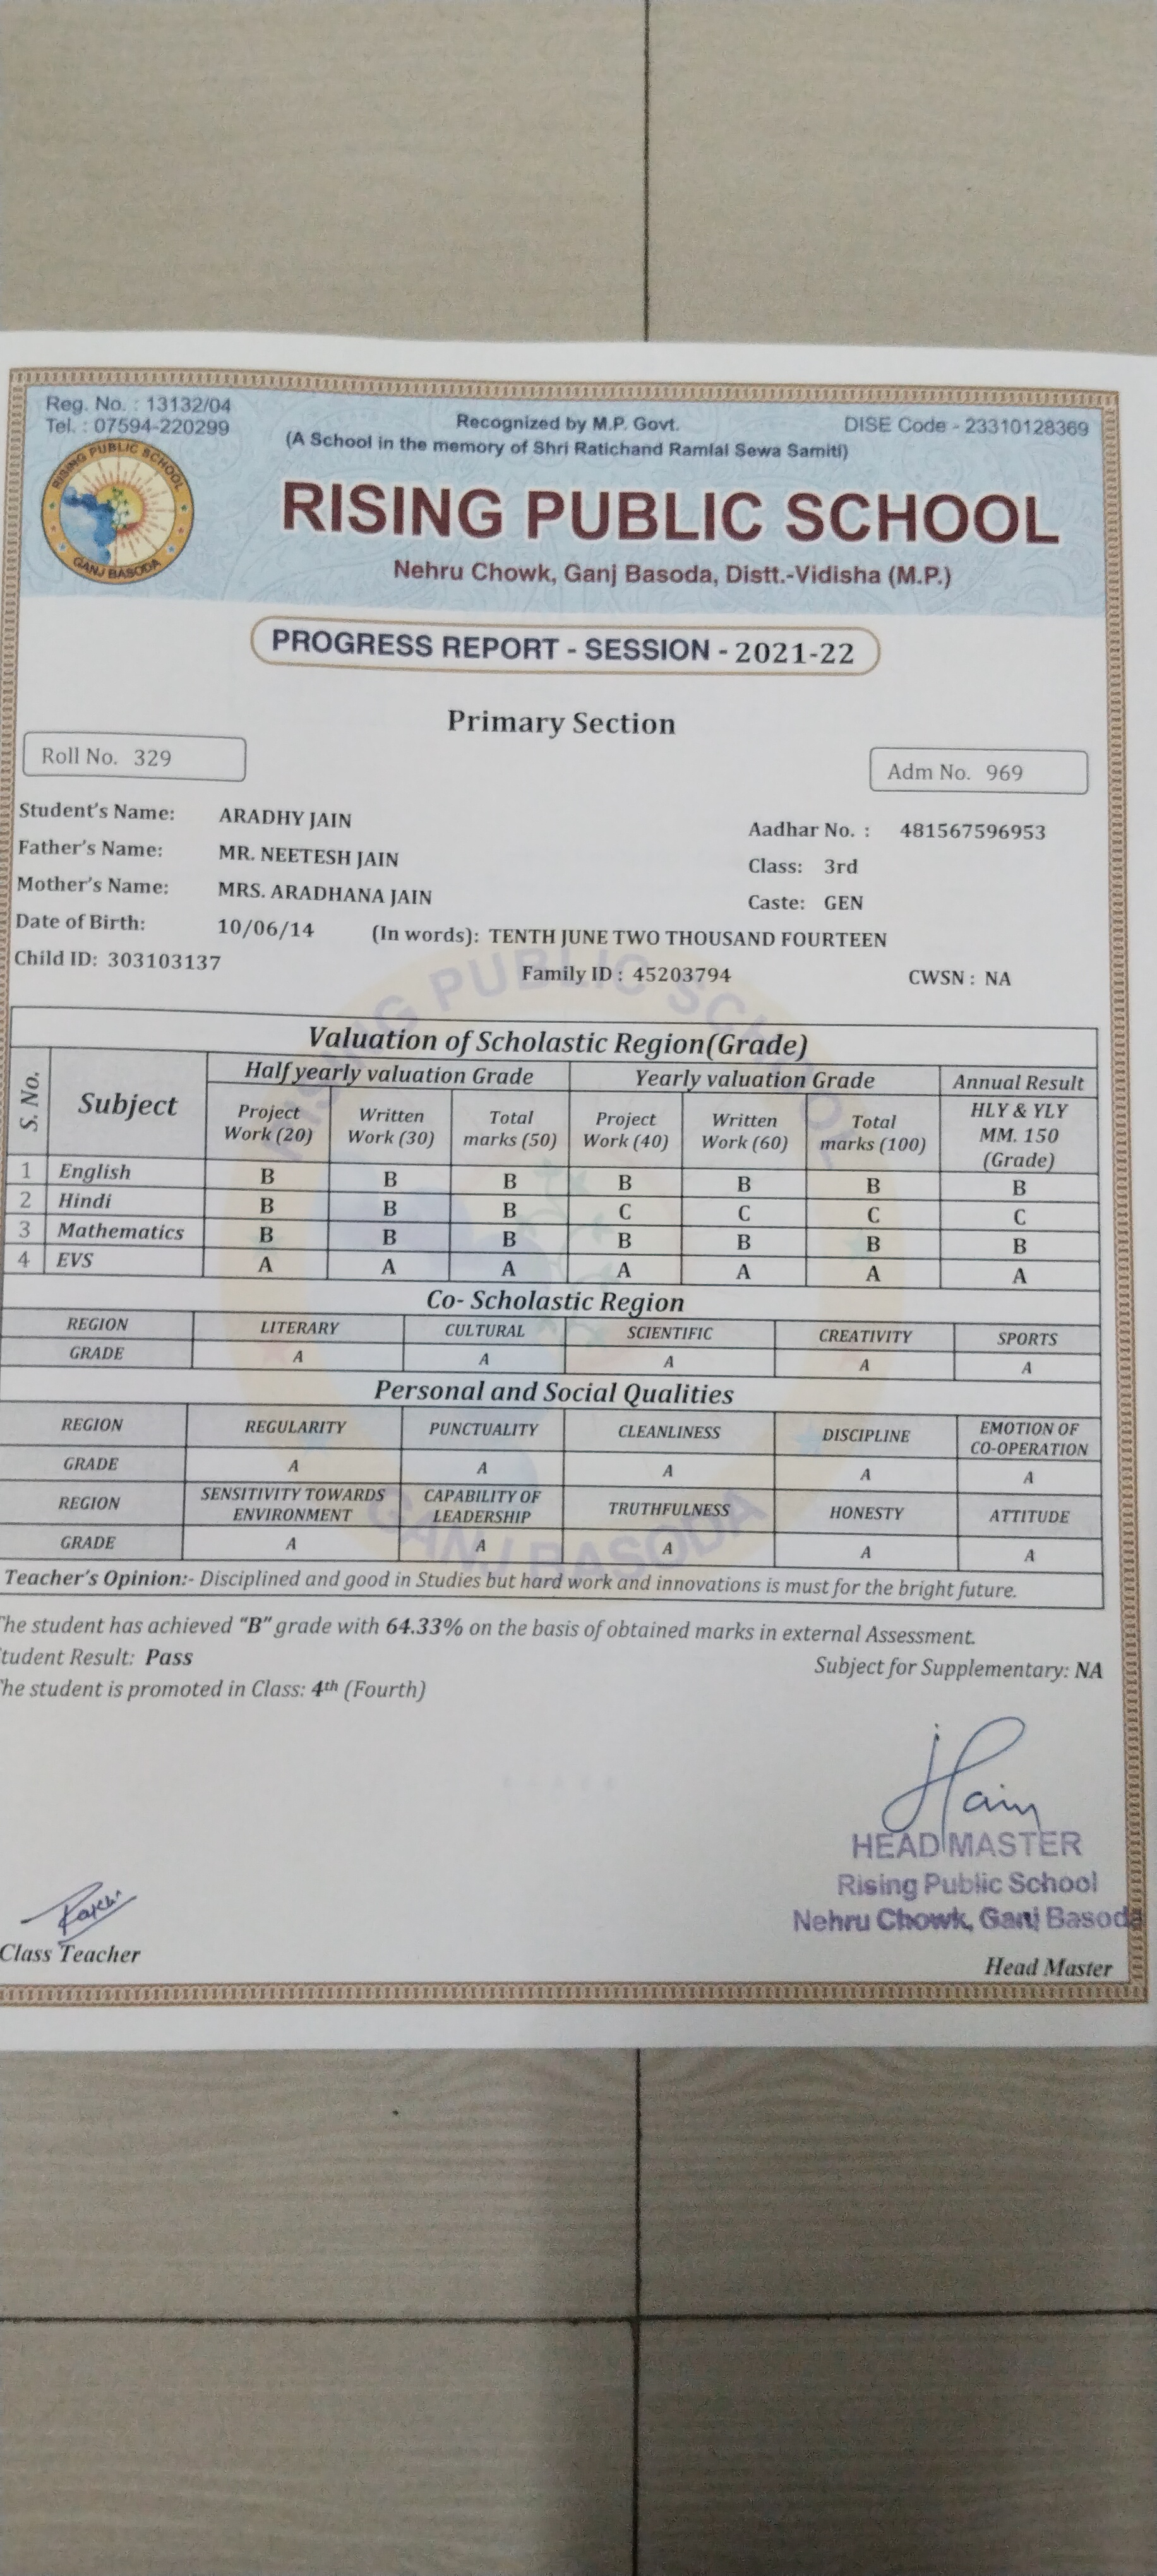 Reg. No. : 13132/04
Tel. : 07594-220299
Recognized by M.P. Govt.
DISE Code - 23310128369
(A School in the memory of Shri Ratichand Ramlal Sewa Samiti)
RISING PUBLIC SCHOOL
GANJ BASODA
RISING PUBLIC SCHOOL
Nehru Chowk, Ganj Basoda, Distt.-Vidisha (M.P.)
PROGRESS REPORT - SESSION - 2021-22
Primary Section
Roll No. 329
Adm No. 969
Student's Name: ARADHY JAIN
Aadhar No. : 481567596953
Father's Name: MR. NEETESH JAIN
Class: 3rd
Mother's Name: MRS. ARADHANA JAIN
Caste: GEN
Date of Birth: 10/06/14 (In words): TENTH JUNE TWO THOUSAND FOURTEEN
Child ID: 303103137 Family ID : 45203794 CWSN : NA
RISING PUBLIC SCHOOL
GANJ BASODA
Valuation of Scholastic Region(Grade)
S. No. Subject Half yearly valuation Grade Yearly valuation Grade Annual Result
Project Work (20) Written Work (30) Total marks (50) Project Work (40) Written Work (60) Total marks (100) HLY & YLY MM. 150 (Grade)
1 English B B B B B B B
2 Hindi B B B C C C C
3 Mathematics B B B B B B B
4 EVS A A A A A A A
Co- Scholastic Region
REGION LITERARY CULTURAL SCIENTIFIC CREATIVITY SPORTS
GRADE A A A A A
Personal and Social Qualities
REGION REGULARITY PUNCTUALITY CLEANLINESS DISCIPLINE EMOTION OF CO-OPERATION
GRADE A A A A A
REGION SENSITIVITY TOWARDS ENVIRONMENT CAPABILITY OF LEADERSHIP TRUTHFULNESS HONESTY ATTITUDE
GRADE A A A A A
Teacher's Opinion:- Disciplined and good in Studies but hard work and innovations is must for the bright future.
he student has achieved "B" grade with 64.33% on the basis of obtained marks in external Assessment.
tudent Result: Pass
Subject for Supplementary: NA
he student is promoted in Class: 4th (Fourth)
HEAD MASTER
Rising Public School
Nehru Chowk, Ganj Basoda
Class Teacher
Head Master